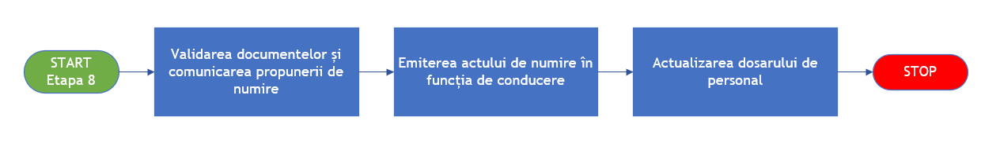 START
Etapa 8
Validarea documentelor și
comunicarea propunerii de
numire
Emiterea actului de numire în
funcția de conducere
Actualizarea dosarului de
personal
STOP